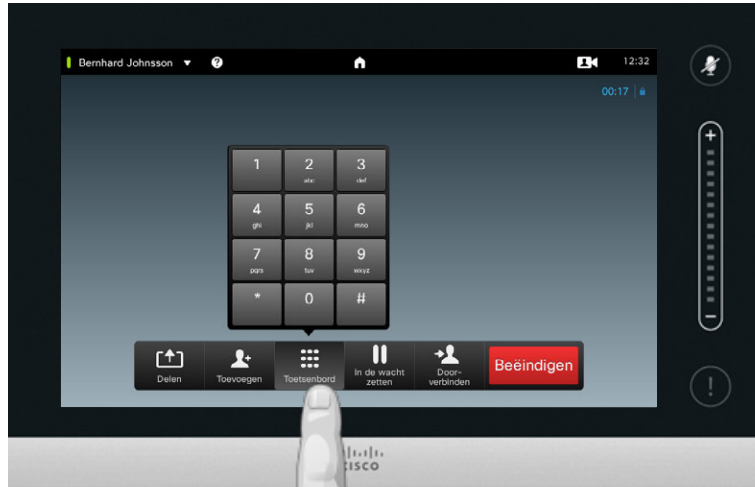 Bernhard Johnsson
?
12:32
00:17
1
2
abc
3
def
4
ghi
5
jkl
6
mno
7
pqrs
8
tuv
9
wxyz
*
0
#
+
−
Delen
Toevoegen
Toetsenbord
In de wacht
zetten
Door-
verbinden
Beëindigen
!
CISCO